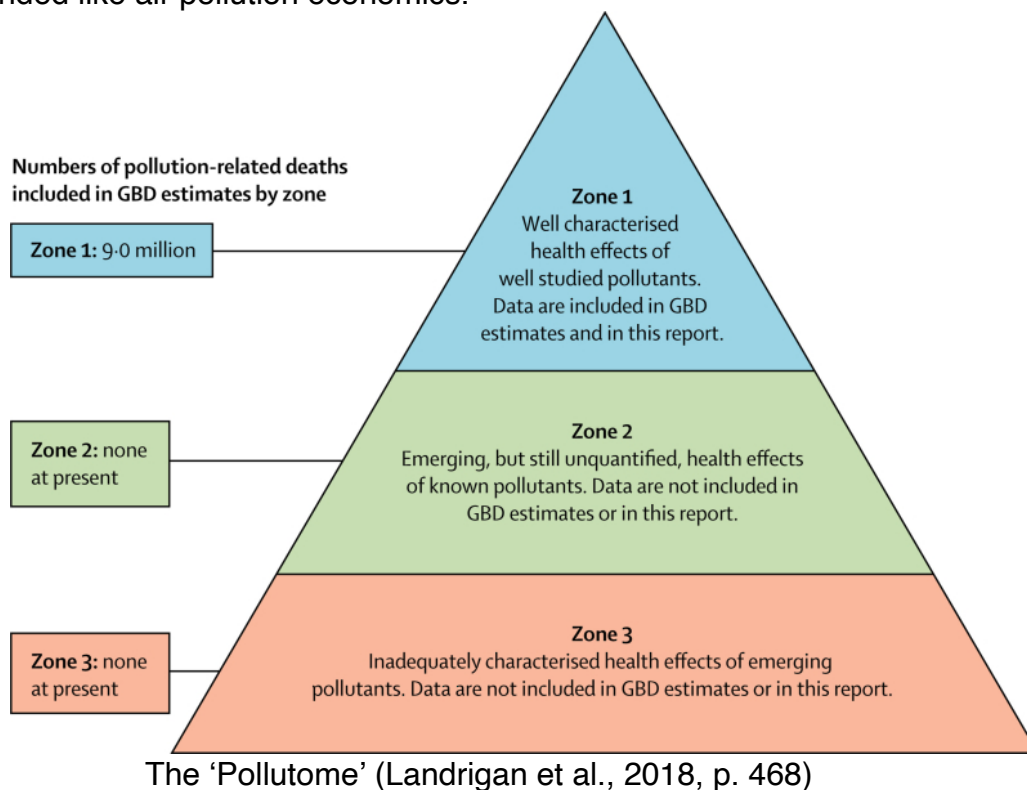 like air pollution economics.
Numbers of pollution-related deaths
included in GBD estimates by zone
Zone 1: 9·0 million
Zone 1
Well characterised
health effects of
well studied pollutants.
Data are included in GBD
estimates and in this report.
Zone 2: none
at present
Zone 2
Emerging, but still unquantified, health effects
of known pollutants. Data are not included in
GBD estimates or in this report.
Zone 3: none
at present
Zone 3
Inadequately characterised health effects of emerging
pollutants. Data are not included in GBD estimates or in this report.
The ‘Pollutome’ (Landrigan et al., 2018, p. 468)